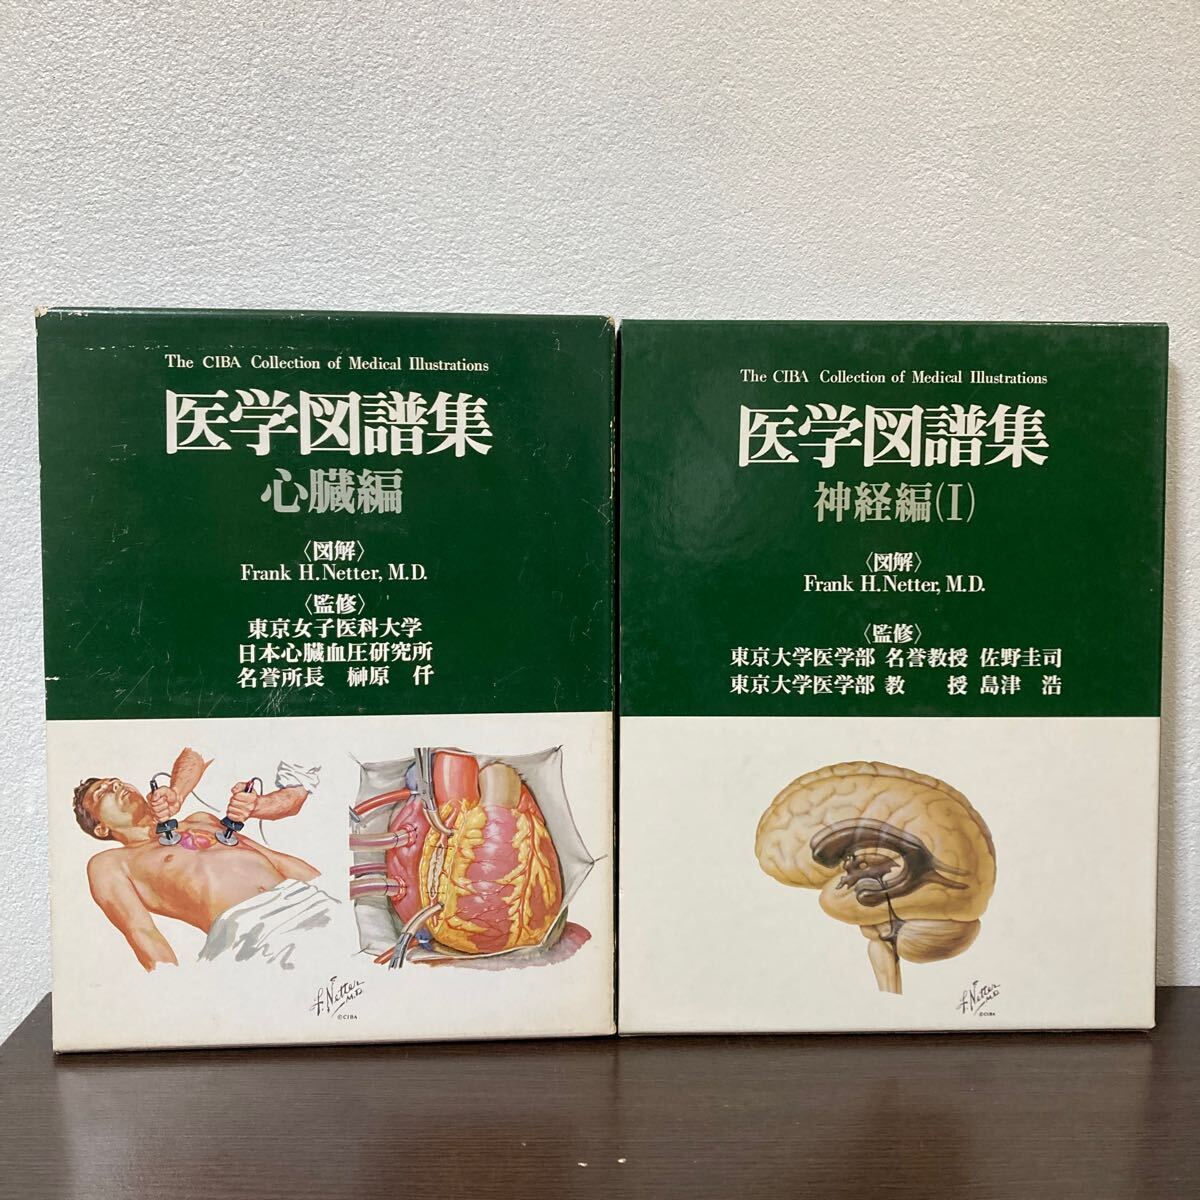 The CIBA Collection of Medical Illustrations
医学図譜集
心臓編
〈図解〉
Frank H. Netter, M.D.
〈監修〉
東京女子医科大学
日本心臓血圧研究所
名誉所長 榊原 仟
F. Netter
M.D.
©CIBA
The CIBA Collection of Medical Illustrations
医学図譜集
神経編(I)
〈図解〉
Frank H. Netter, M.D.
〈監修〉
東京大学医学部 名誉教授 佐野圭司
東京大学医学部 教 授 島津 浩
F. Netter
M.D.
©CIBA